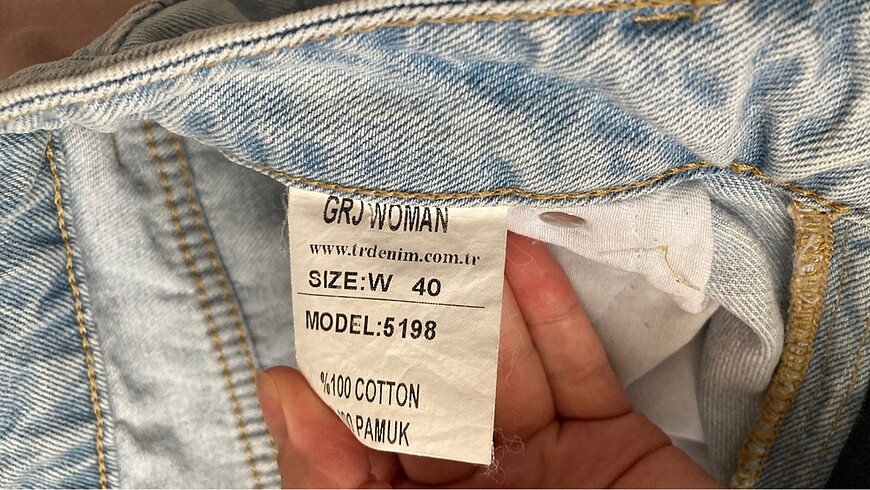 GRJ WOMAN
www.trdenim.com.tr
SIZE:W 40
MODEL:5198
%100 COTTON
PAMUK